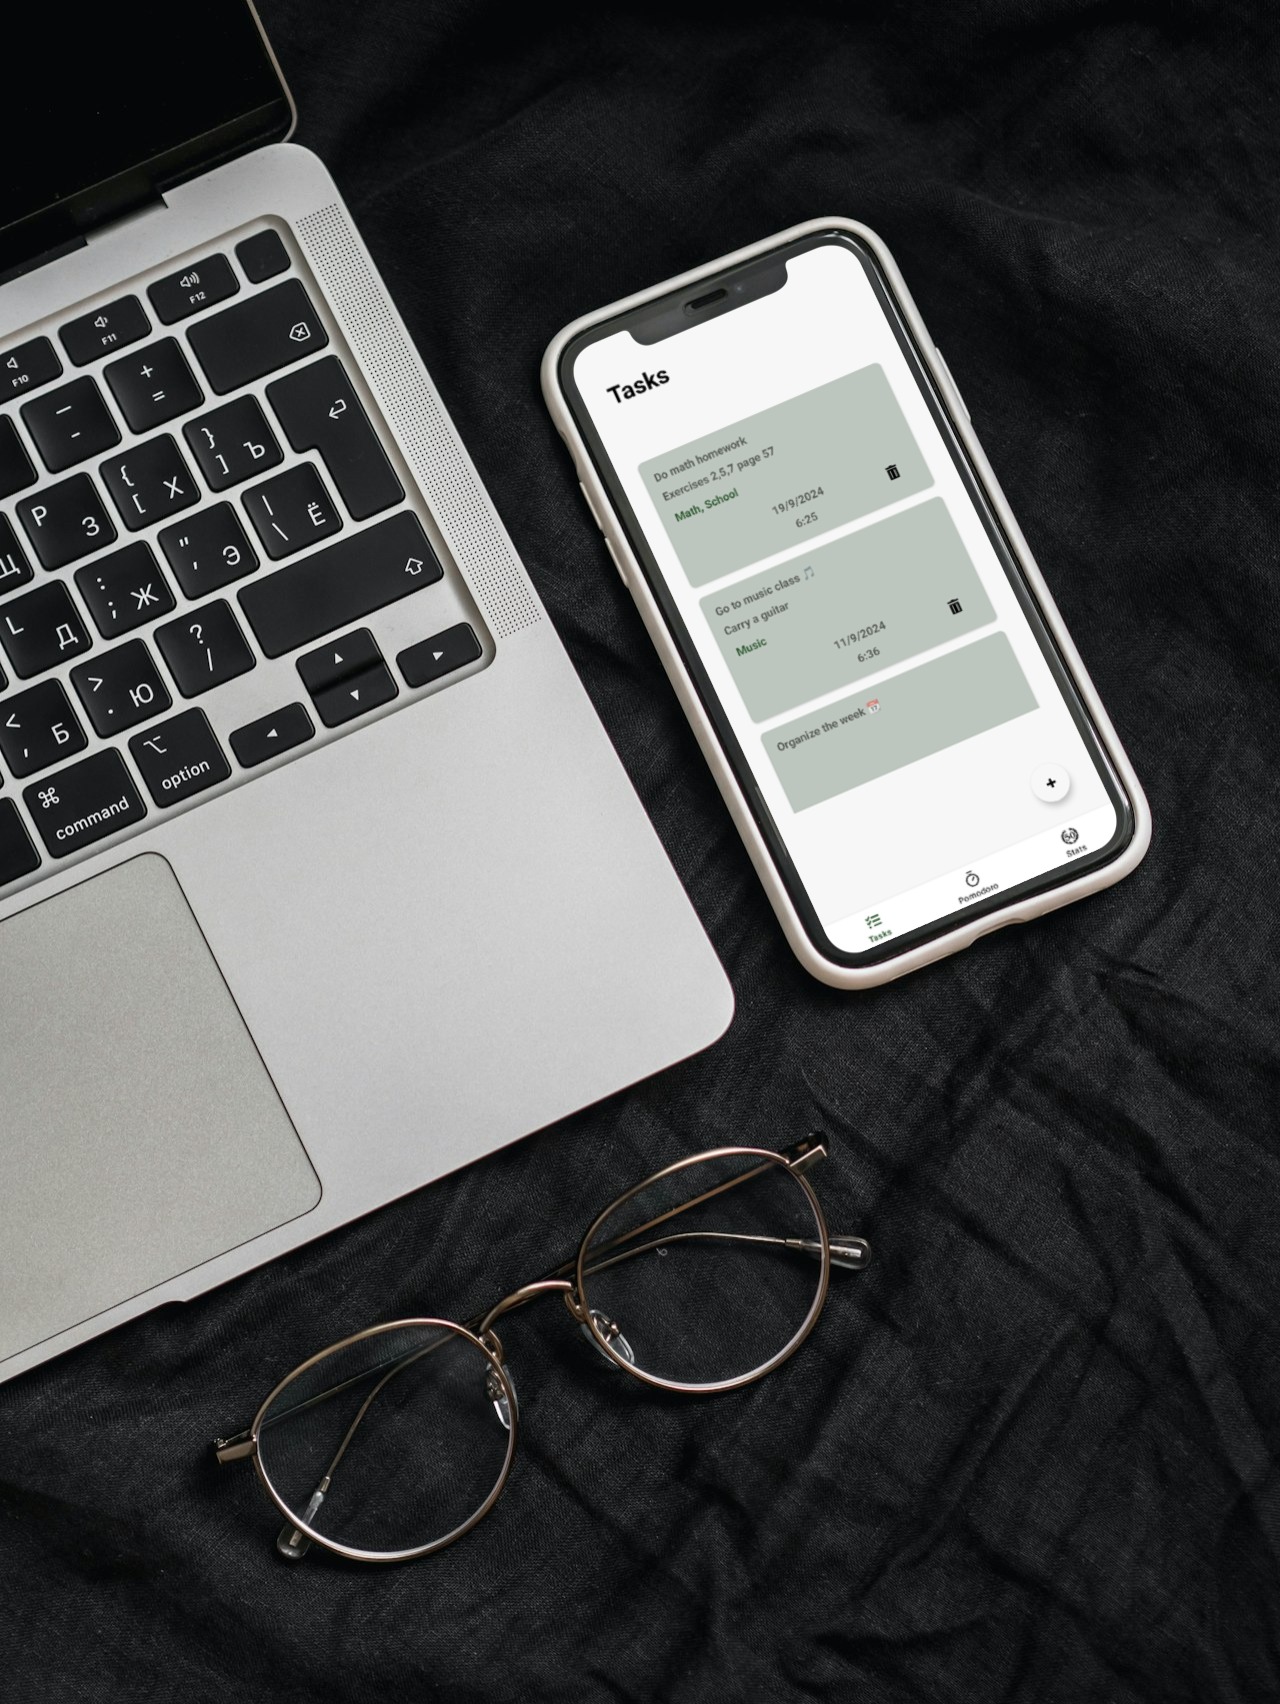 F10
F11
F12
+
=
—
-
{
[
Х
}
]
Ъ
P
З
:
;
Ж
"
'
Э
|
\
Ё
Щ
L
Д
>
.
Ю
?
/
<
,
Б
command
option
Tasks
Do math homework
Exercises 2,5,7 page 57
Math, School
19/9/2024
6:25
Go to music class 🎵
Carry a guitar
Music
11/9/2024
6:36
Organize the week 📅
+
Tasks
Pomodoro
50
Stats